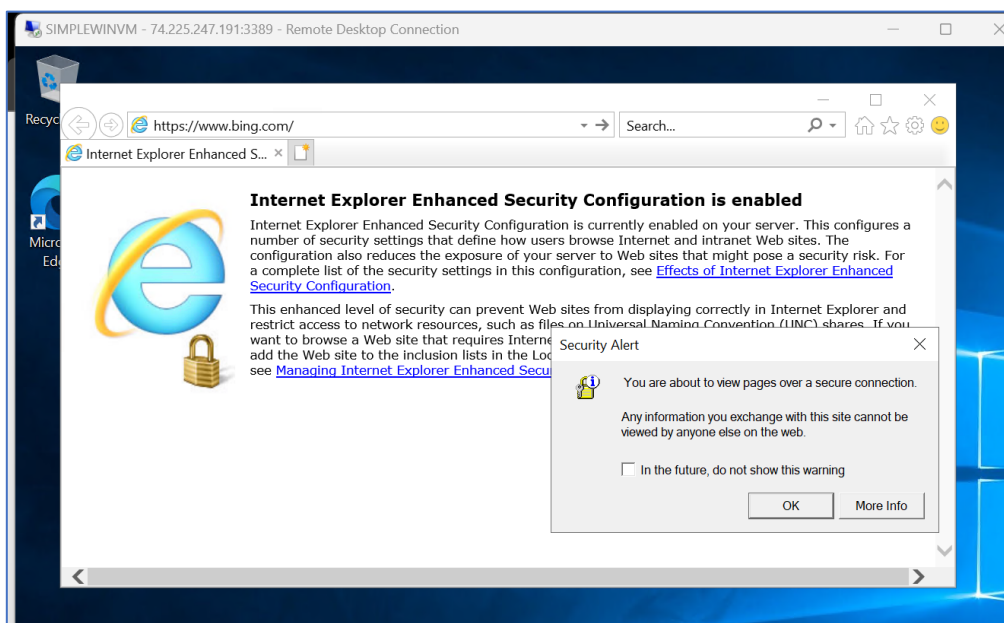 SIMPLEWINVM - 74.225.247.191:3389 - Remote Desktop Connection
Recyc
https://www.bing.com/
Search...
Internet Explorer Enhanced S...
Micro
Ed
Internet Explorer Enhanced Security Configuration is enabled
Internet Explorer Enhanced Security Configuration is currently enabled on your server. This configures a
number of security settings that define how users browse Internet and intranet Web sites. The
configuration also reduces the exposure of your server to Web sites that might pose a security risk. For
a complete list of the security settings in this configuration, see Effects of Internet Explorer Enhanced
Security Configuration.
This enhanced level of security can prevent Web sites from displaying correctly in Internet Explorer and
restrict access to network resources, such as files on Universal Naming Convention (UNC) shares. If you
want to browse a Web site that requires Interne
add the Web site to the inclusion lists in the Loc
see Managing Internet Explorer Enhanced Secu
Security Alert
You are about to view pages over a secure connection.
Any information you exchange with this site cannot be
viewed by anyone else on the web.
In the future, do not show this warning
OK
More Info